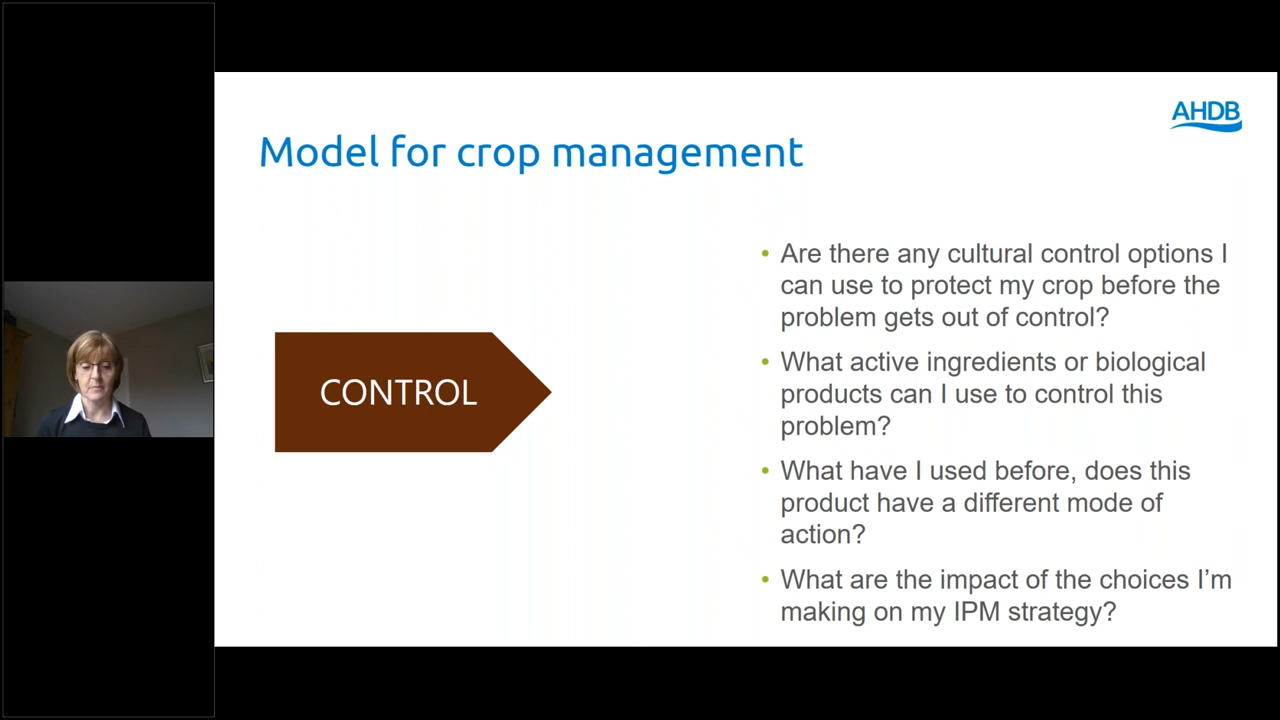 AHDB
Model for crop management
CONTROL
• Are there any cultural control options I
can use to protect my crop before the
problem gets out of control?
• What active ingredients or biological
products can I use to control this
problem?
• What have I used before, does this
product have a different mode of
action?
• What are the impact of the choices I’m
making on my IPM strategy?